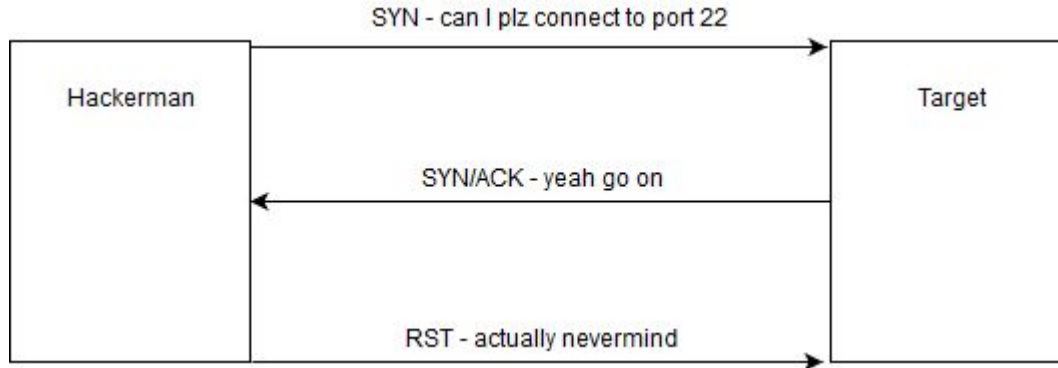 SYN - can I plz connect to port 22
Hackerman
Target
SYN/ACK - yeah go on
RST - actually nevermind